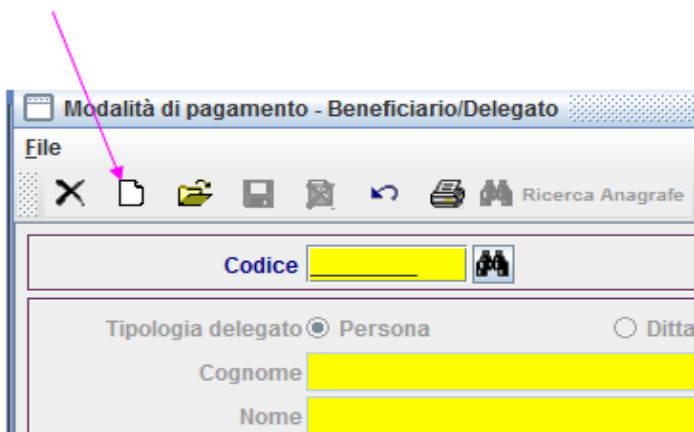 Modalità di pagamento - Beneficiario/Delegato
File
Ricerca Anagrafe
Codice
Tipologia delegato Persona Ditta
Cognome
Nome